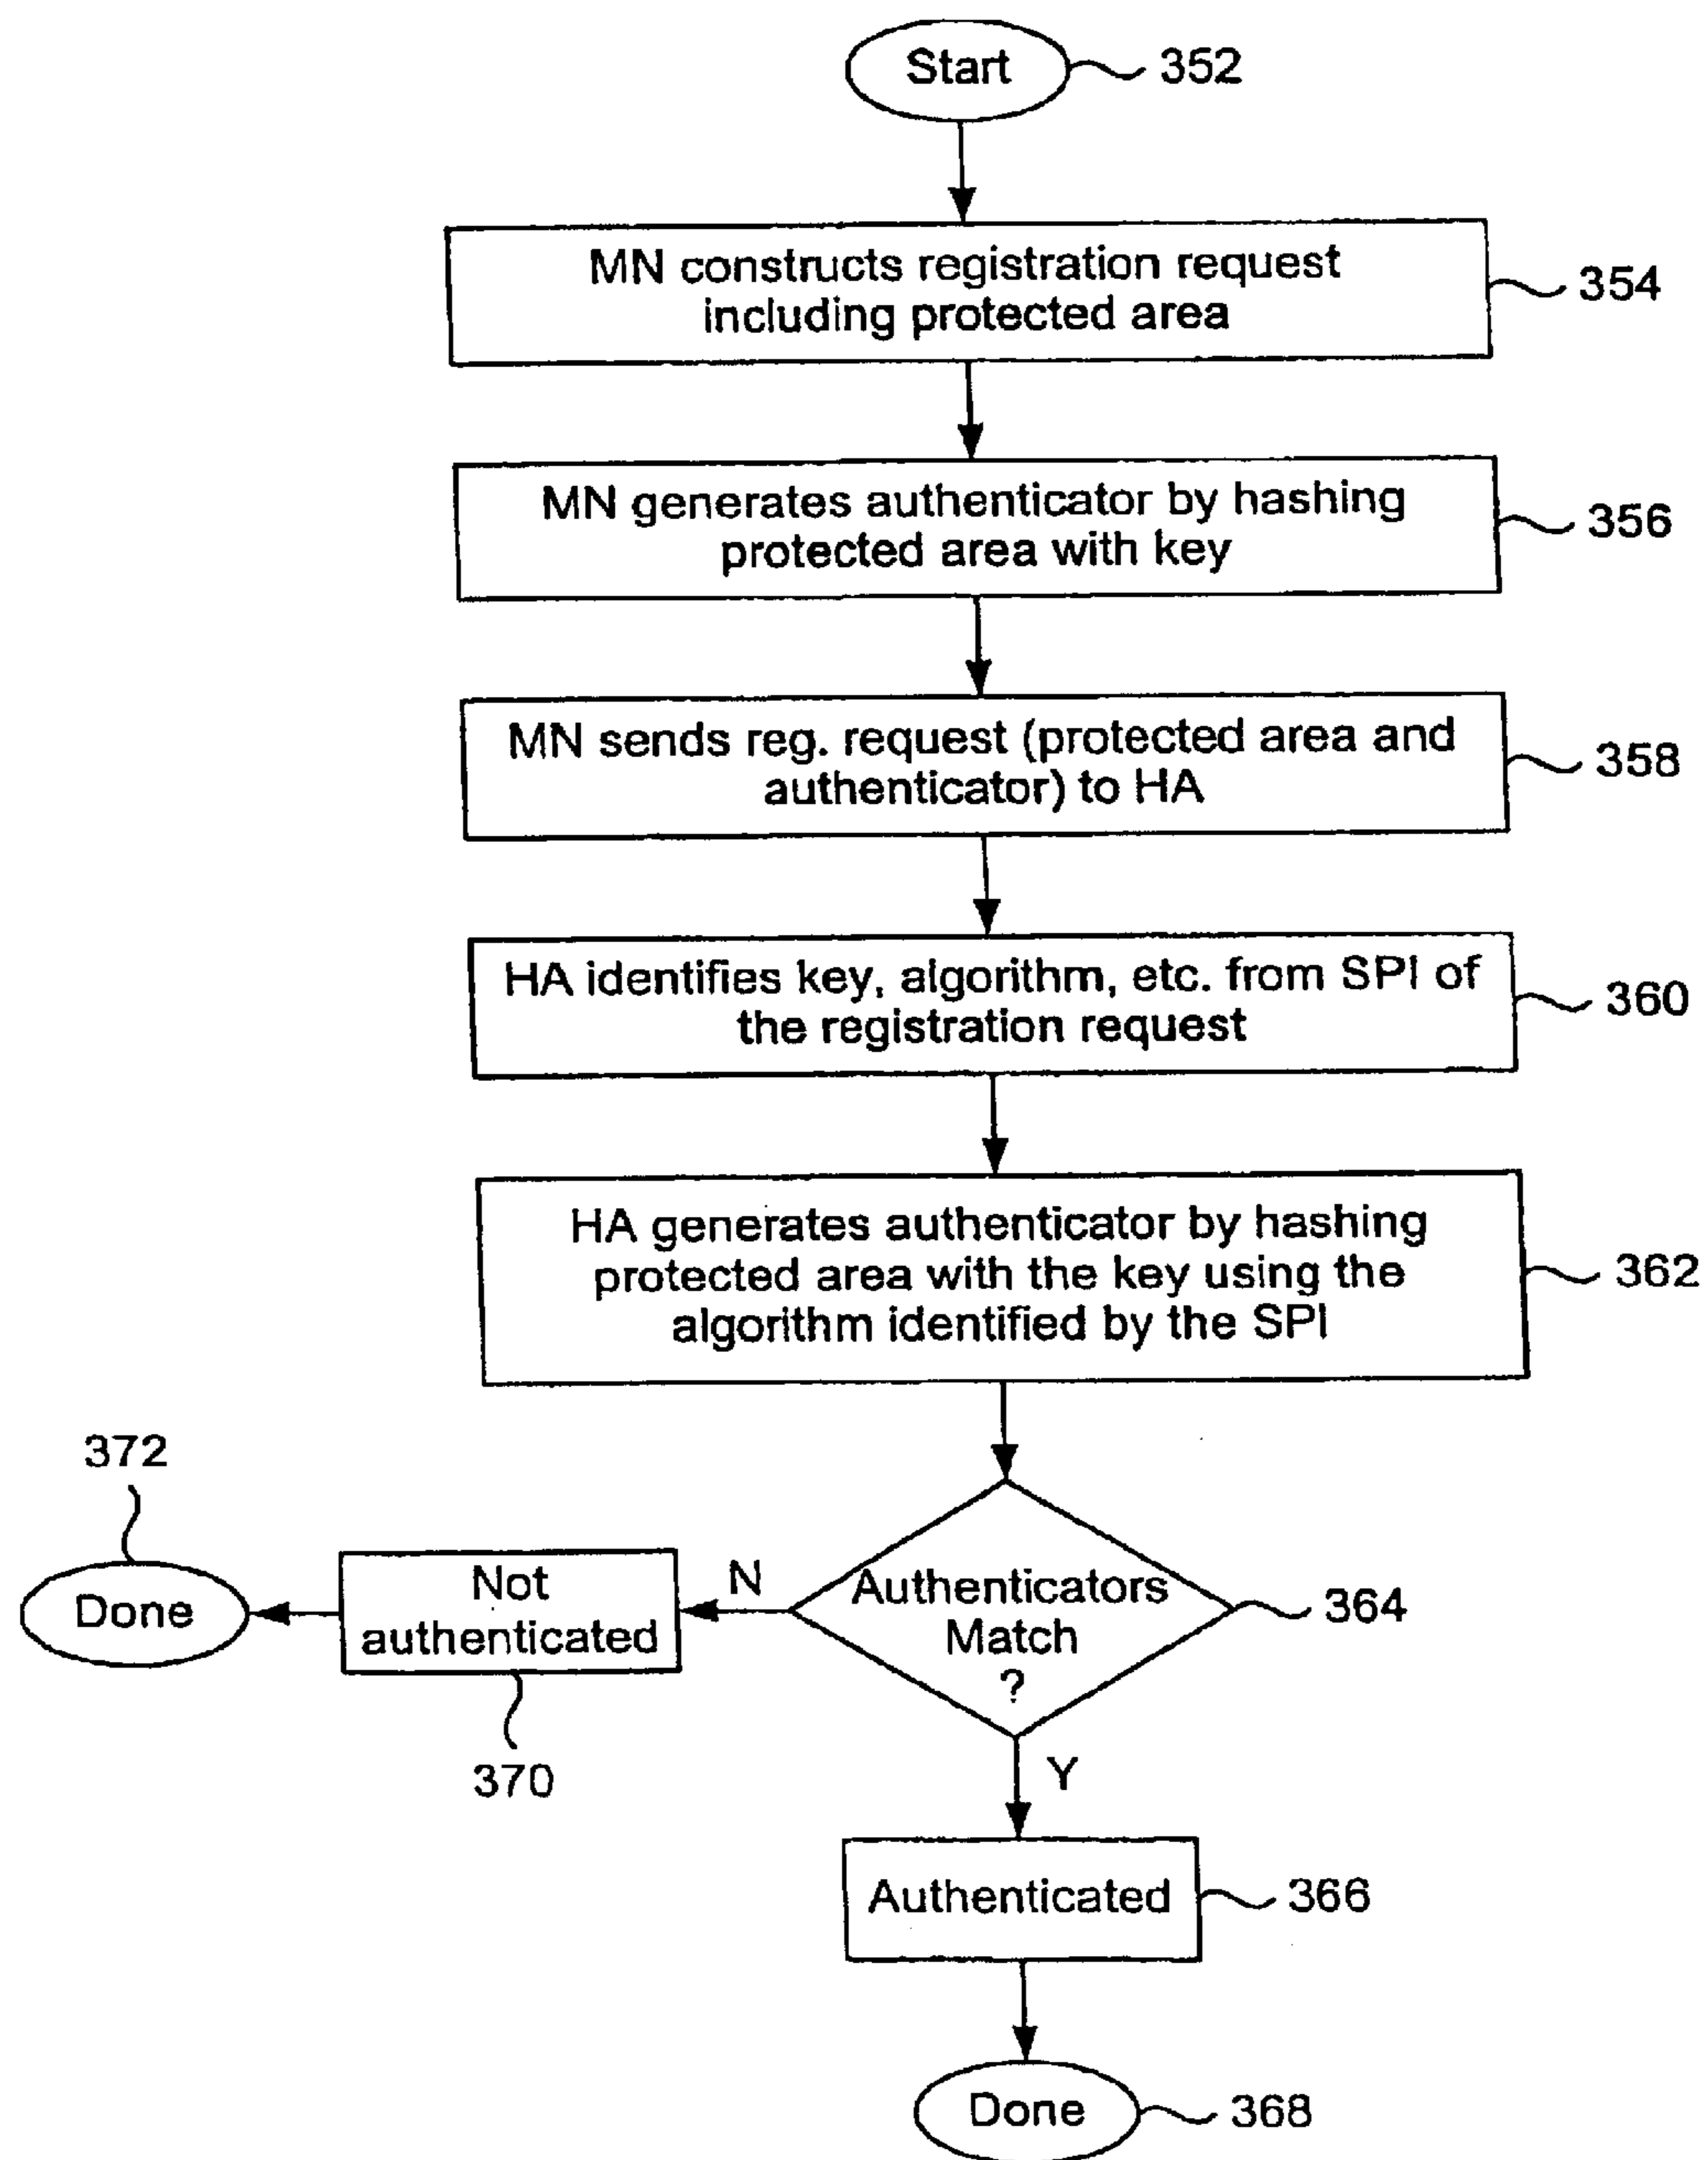 Start
352
MN constructs registration request
including protected area
354
MN generates authenticator by hashing
protected area with key
356
MN sends reg. request (protected area and
authenticator) to HA
358
HA identifies key, algorithm, etc. from SPI of
the registration request
360
HA generates authenticator by hashing
protected area with the key using the
algorithm identified by the SPI
362
372
Done
Not
authenticated
370
N
Authenticators
Match
?
364
Y
Authenticated
366
Done
368